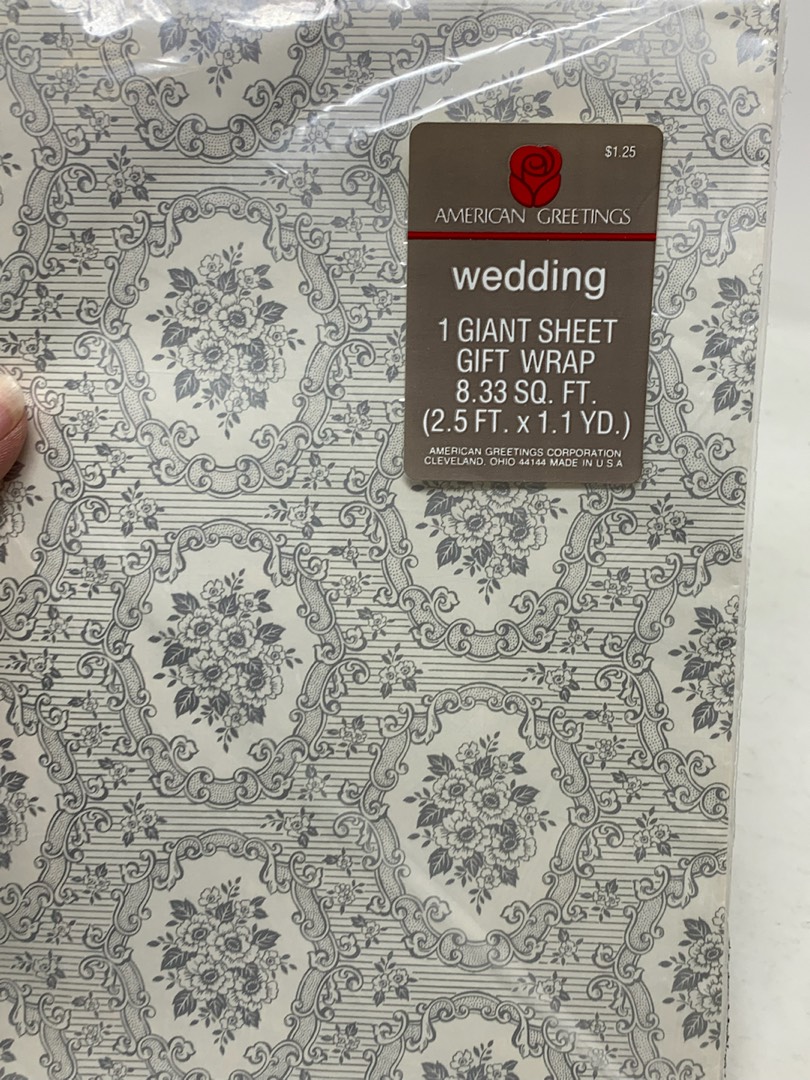 $1.25
AMERICAN GREETINGS
wedding
1 GIANT SHEET
GIFT WRAP
8.33 SQ. FT.
(2.5 FT. x 1.1 YD.)
AMERICAN GREETINGS CORPORATION
CLEVELAND, OHIO 44144 MADE IN U S A